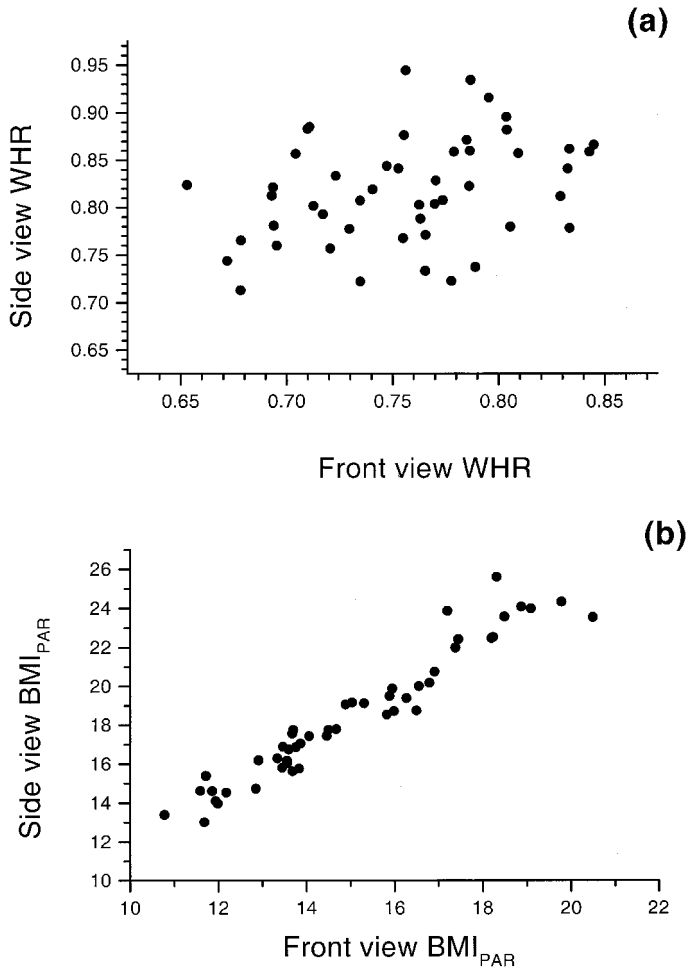 (a)
0.95
0.90
0.85
0.80
0.75
0.70
0.65
Side view WHR
0.65 0.70 0.75 0.80 0.85
Front view WHR
(b)
26
24
22
20
18
16
14
12
10
Side view BMI_PAR
10 12 14 16 18 20 22
Front view BMI_PAR